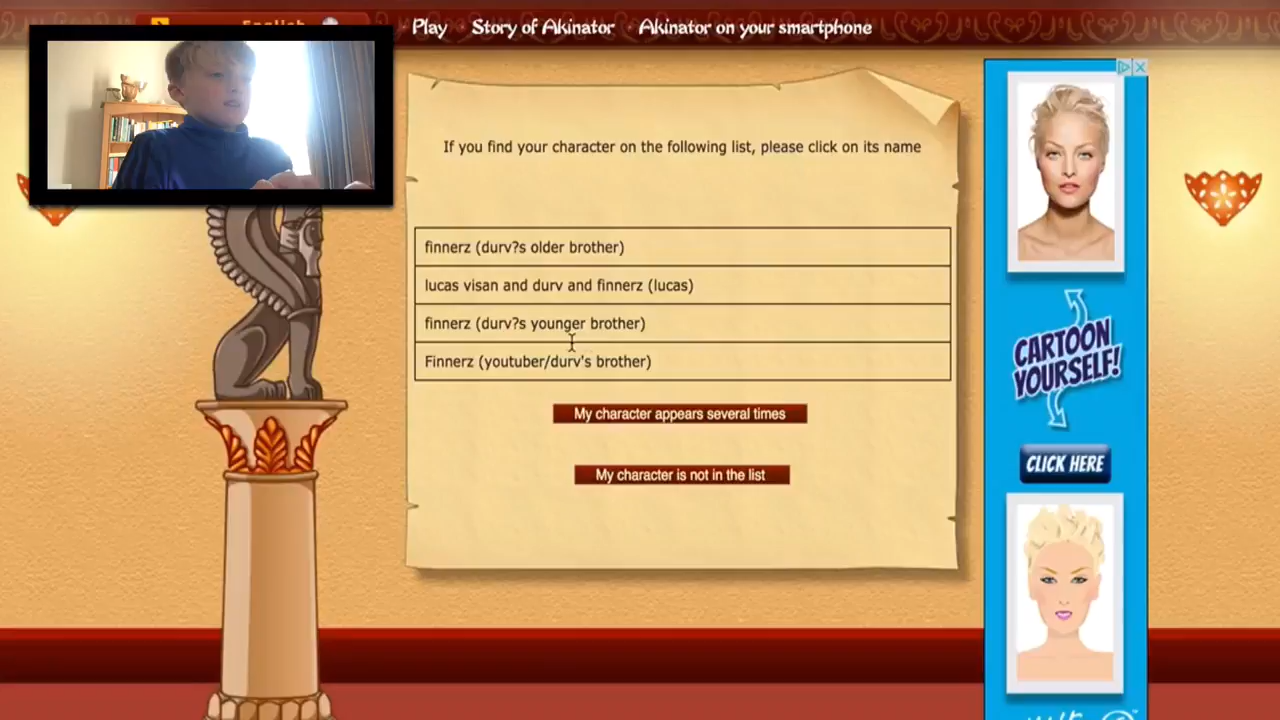 English
Play · Story of Akinator · Akinator on your smartphone
If you find your character on the following list, please click on its name
finnerz (durv?s older brother)
lucas visan and durv and finnerz (lucas)
finnerz (durv?s younger brother)
Finnerz (youtuber/durv's brother)
My character appears several times
My character is not in the list
CARTOON
YOURSELF!
CLICK HERE